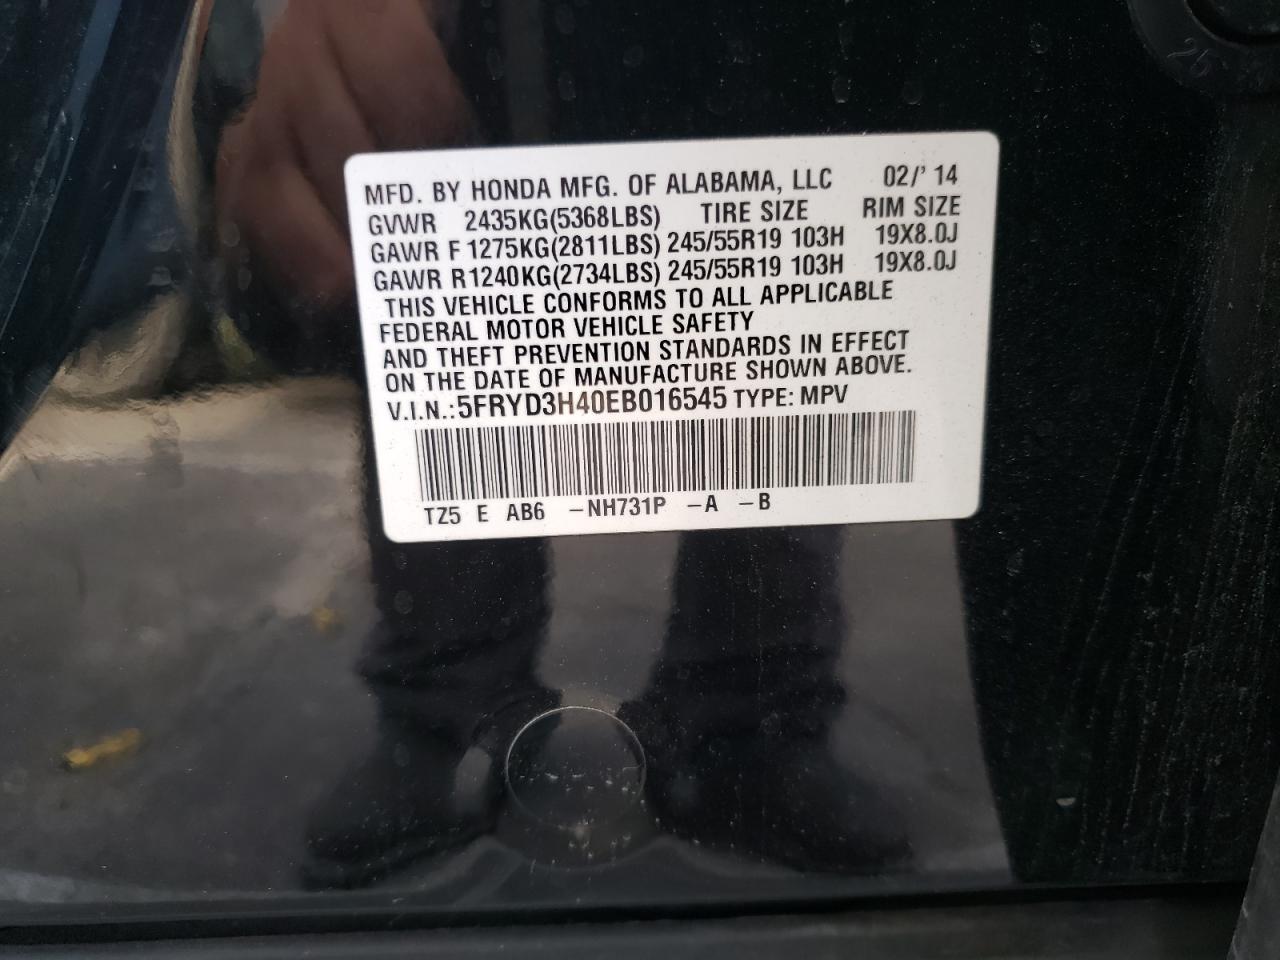 MFD. BY HONDA MFG. OF ALABAMA, LLC 02/' 14
GVWR 2435KG(5368LBS) TIRE SIZE RIM SIZE
GAWR F 1275KG(2811LBS) 245/55R19 103H 19X8.0J
GAWR R1240KG(2734LBS) 245/55R19 103H 19X8.0J
THIS VEHICLE CONFORMS TO ALL APPLICABLE
FEDERAL MOTOR VEHICLE SAFETY
AND THEFT PREVENTION STANDARDS IN EFFECT
ON THE DATE OF MANUFACTURE SHOWN ABOVE.
V.I.N.:5FRYD3H40EB016545 TYPE: MPV
TZ5 E AB6 –NH731P –A –B